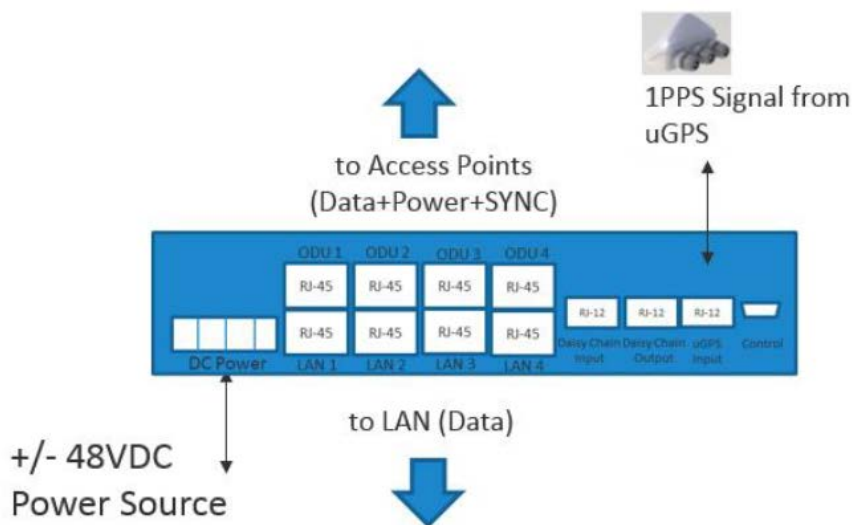 1PPS Signal from
uGPS
to Access Points
(Data+Power+SYNC)
ODU 1 ODU 2 ODU 3 ODU 4
RJ-45 RJ-45 RJ-45 RJ-45
RJ-12 RJ-12 RJ-12
RJ-45 RJ-45 RJ-45 RJ-45
Daisy Chain Input
Daisy Chain Output
uGPS Input
Control
DC Power
LAN 1 LAN 2 LAN 3 LAN 4
to LAN (Data)
+/- 48VDC
Power Source